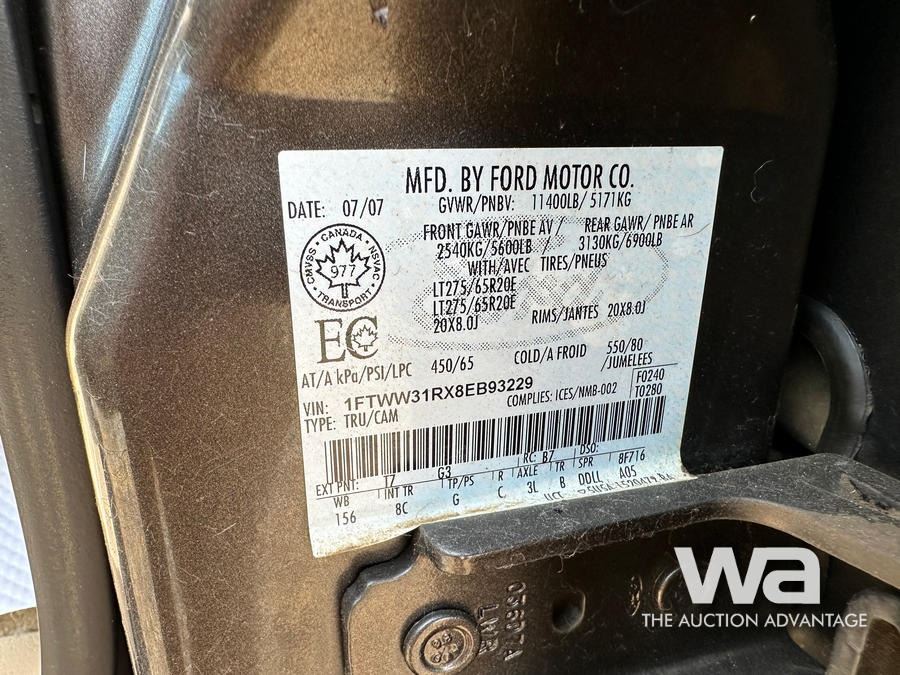 MFD. BY FORD MOTOR CO.
DATE: 07/07
GVWR/PNBV: 11400LB/ 5171KG
FRONT GAWR/PNBE AV / REAR GAWR/ PNBE AR
2540KG/5600LB / 3130KG/6900LB
WITH/AVEC TIRES/PNEUS
LT275/65R20E
LT275/65R20E
20X8.0J RIMS/JANTES 20X8.0J
CMVSS CANADA NSVAC
977
TRANSPORT
EC
AT/A kPa/PSI/LPC 450/65 COLD/A FROID 550/80
/JUMELEES
VIN: 1FTWW31RX8EB93229
COMPLIES: ICES/NMB-002
F0240
T0280
TYPE: TRU/CAM
EXT PNT: T7 G3 RC: B7 DSO:
WB INT TR TP/PS R AXLE TR SPR 8F716
156 8C G C 3L B DDLL A05
wa
THE AUCTION ADVANTAGE